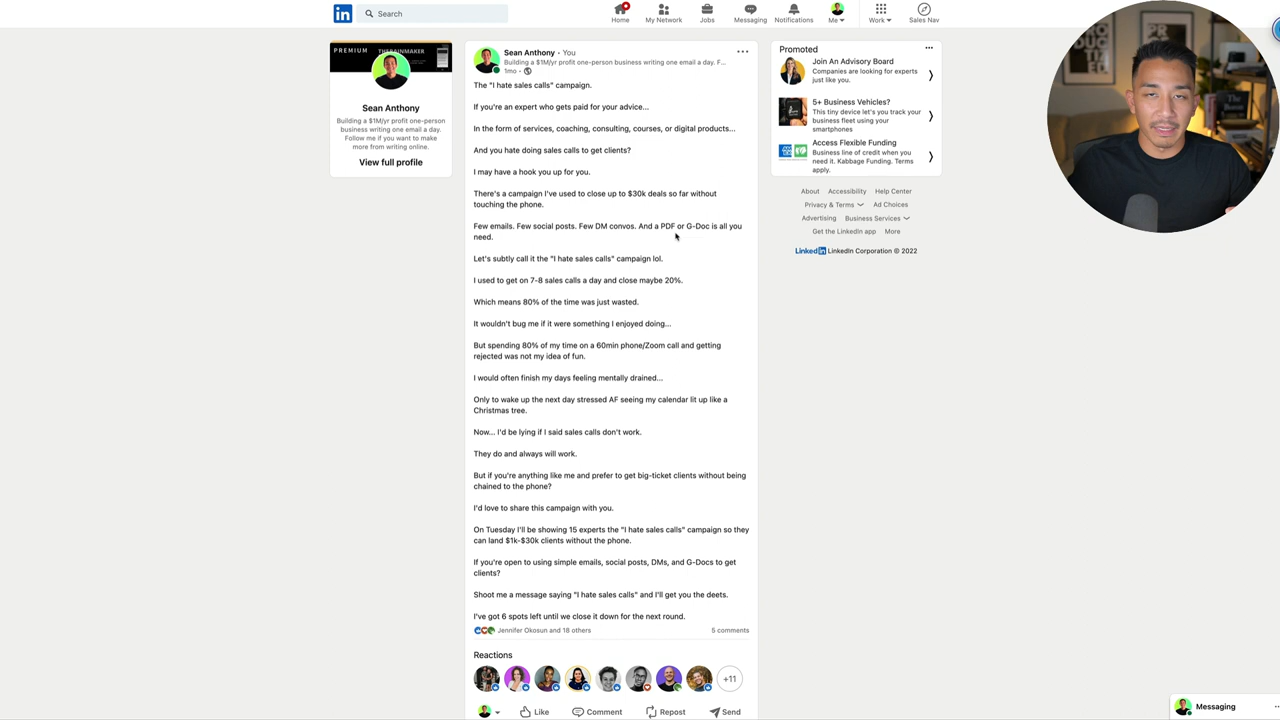 in
Search
Home
My Network
Jobs
Messaging
Notifications
Me
Work
Sales Nav
PREMIUM
Sean Anthony
Building a $1M/yr profit one-person
business writing one email a day.
Follow me if you want to make
more from writing online.
View full profile
Sean Anthony · You
Building a $1M/yr profit one-person business writing one email a day. F...
1mo ·
The "I hate sales calls" campaign.
If you're an expert who gets paid for your advice...
In the form of services, coaching, consulting, courses, or digital products...
And you hate doing sales calls to get clients?
I may have a hook you up for you.
There's a campaign I've used to close up to $30k deals so far without
touching the phone.
Few emails. Few social posts. Few DM convos. And a PDF or G-Doc is all you
need.
Let's subtly call it the "I hate sales calls" campaign lol.
I used to get on 7-8 sales calls a day and close maybe 20%.
Which means 80% of the time was just wasted.
It wouldn't bug me if it were something I enjoyed doing...
But spending 80% of my time on a 60min phone/Zoom call and getting
rejected was not my idea of fun.
I would often finish my days feeling mentally drained...
Only to wake up the next day stressed AF seeing my calendar lit up like a
Christmas tree.
Now... I'd be lying if I said sales calls don't work.
They do and always will work.
But if you're anything like me and prefer to get big-ticket clients without being
chained to the phone?
I'd love to share this campaign with you.
On Tuesday I'll be showing 15 experts the "I hate sales calls" campaign so they
can land $1k-$30k clients without the phone.
If you're open to using simple emails, social posts, DMs, and G-Docs to get
clients?
Shoot me a message saying "I hate sales calls" and I'll get you the deets.
I've got 6 spots left until we close it down for the next round.
Jennifer Okosun and 18 others
5 comments
Reactions
+11
Like
Comment
Repost
Send
Promoted
Join An Advisory Board
Companies are looking for experts
just like you.
5+ Business Vehicles?
This tiny device let's you track your
business fleet using your
smartphones
Access Flexible Funding
Business line of credit when you
need it. Kabbage Funding. Terms
apply.
About Accessibility Help Center
Privacy & Terms Ad Choices
Advertising Business Services
Get the LinkedIn app More
LinkedIn LinkedIn Corporation © 2022
Messaging